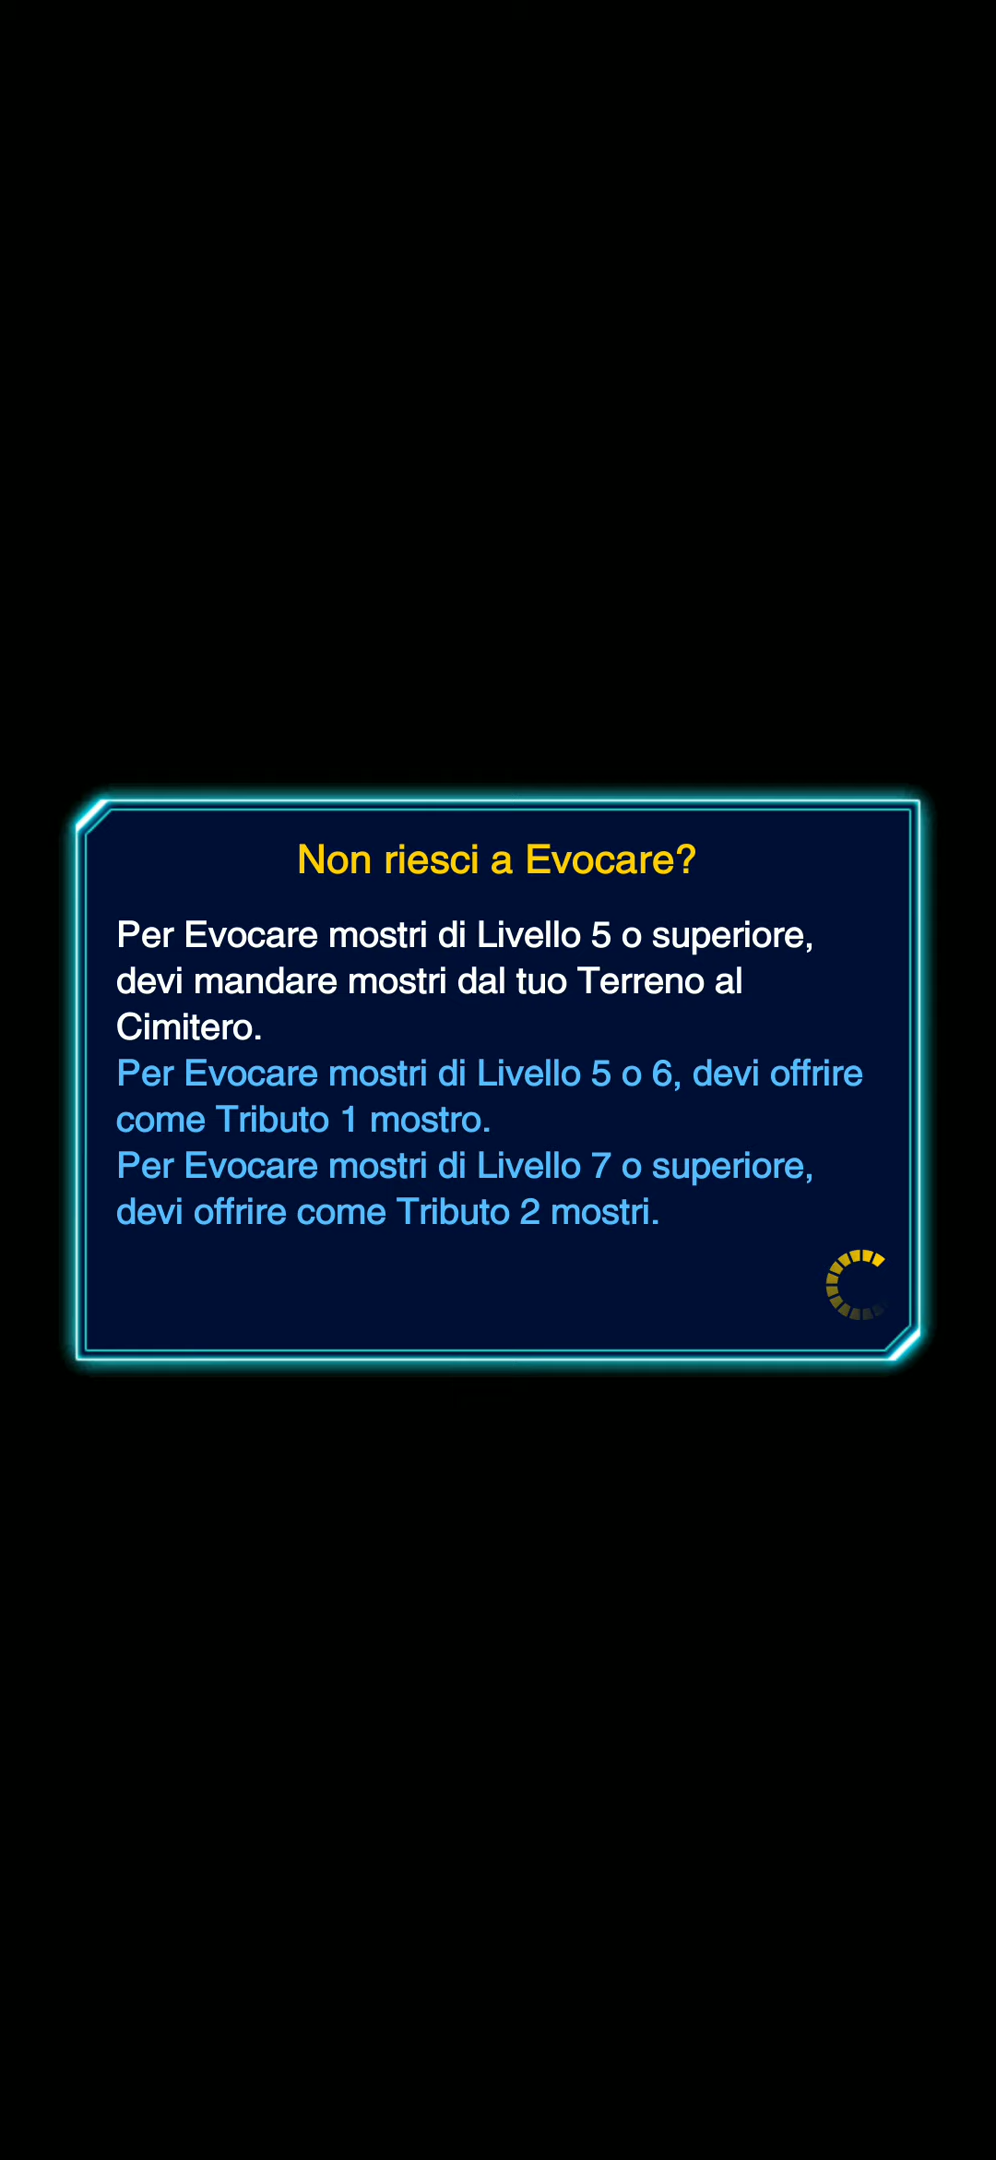 Non riesci a Evocare?
Per Evocare mostri di Livello 5 o superiore,
devi mandare mostri dal tuo Terreno al
Cimitero.
Per Evocare mostri di Livello 5 o 6, devi offrire
come Tributo 1 mostro.
Per Evocare mostri di Livello 7 o superiore,
devi offrire come Tributo 2 mostri.